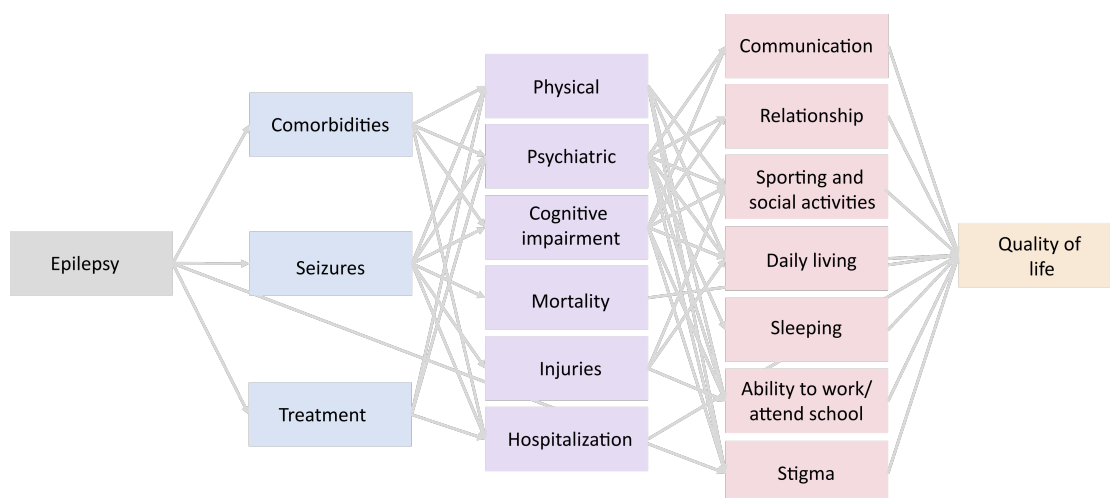 Epilepsy
Comorbidities
Seizures
Treatment
Physical
Psychiatric
Cognitive
impairment
Mortality
Injuries
Hospitalization
Communication
Relationship
Sporting and
social activities
Daily living
Sleeping
Ability to work/
attend school
Stigma
Quality of
life